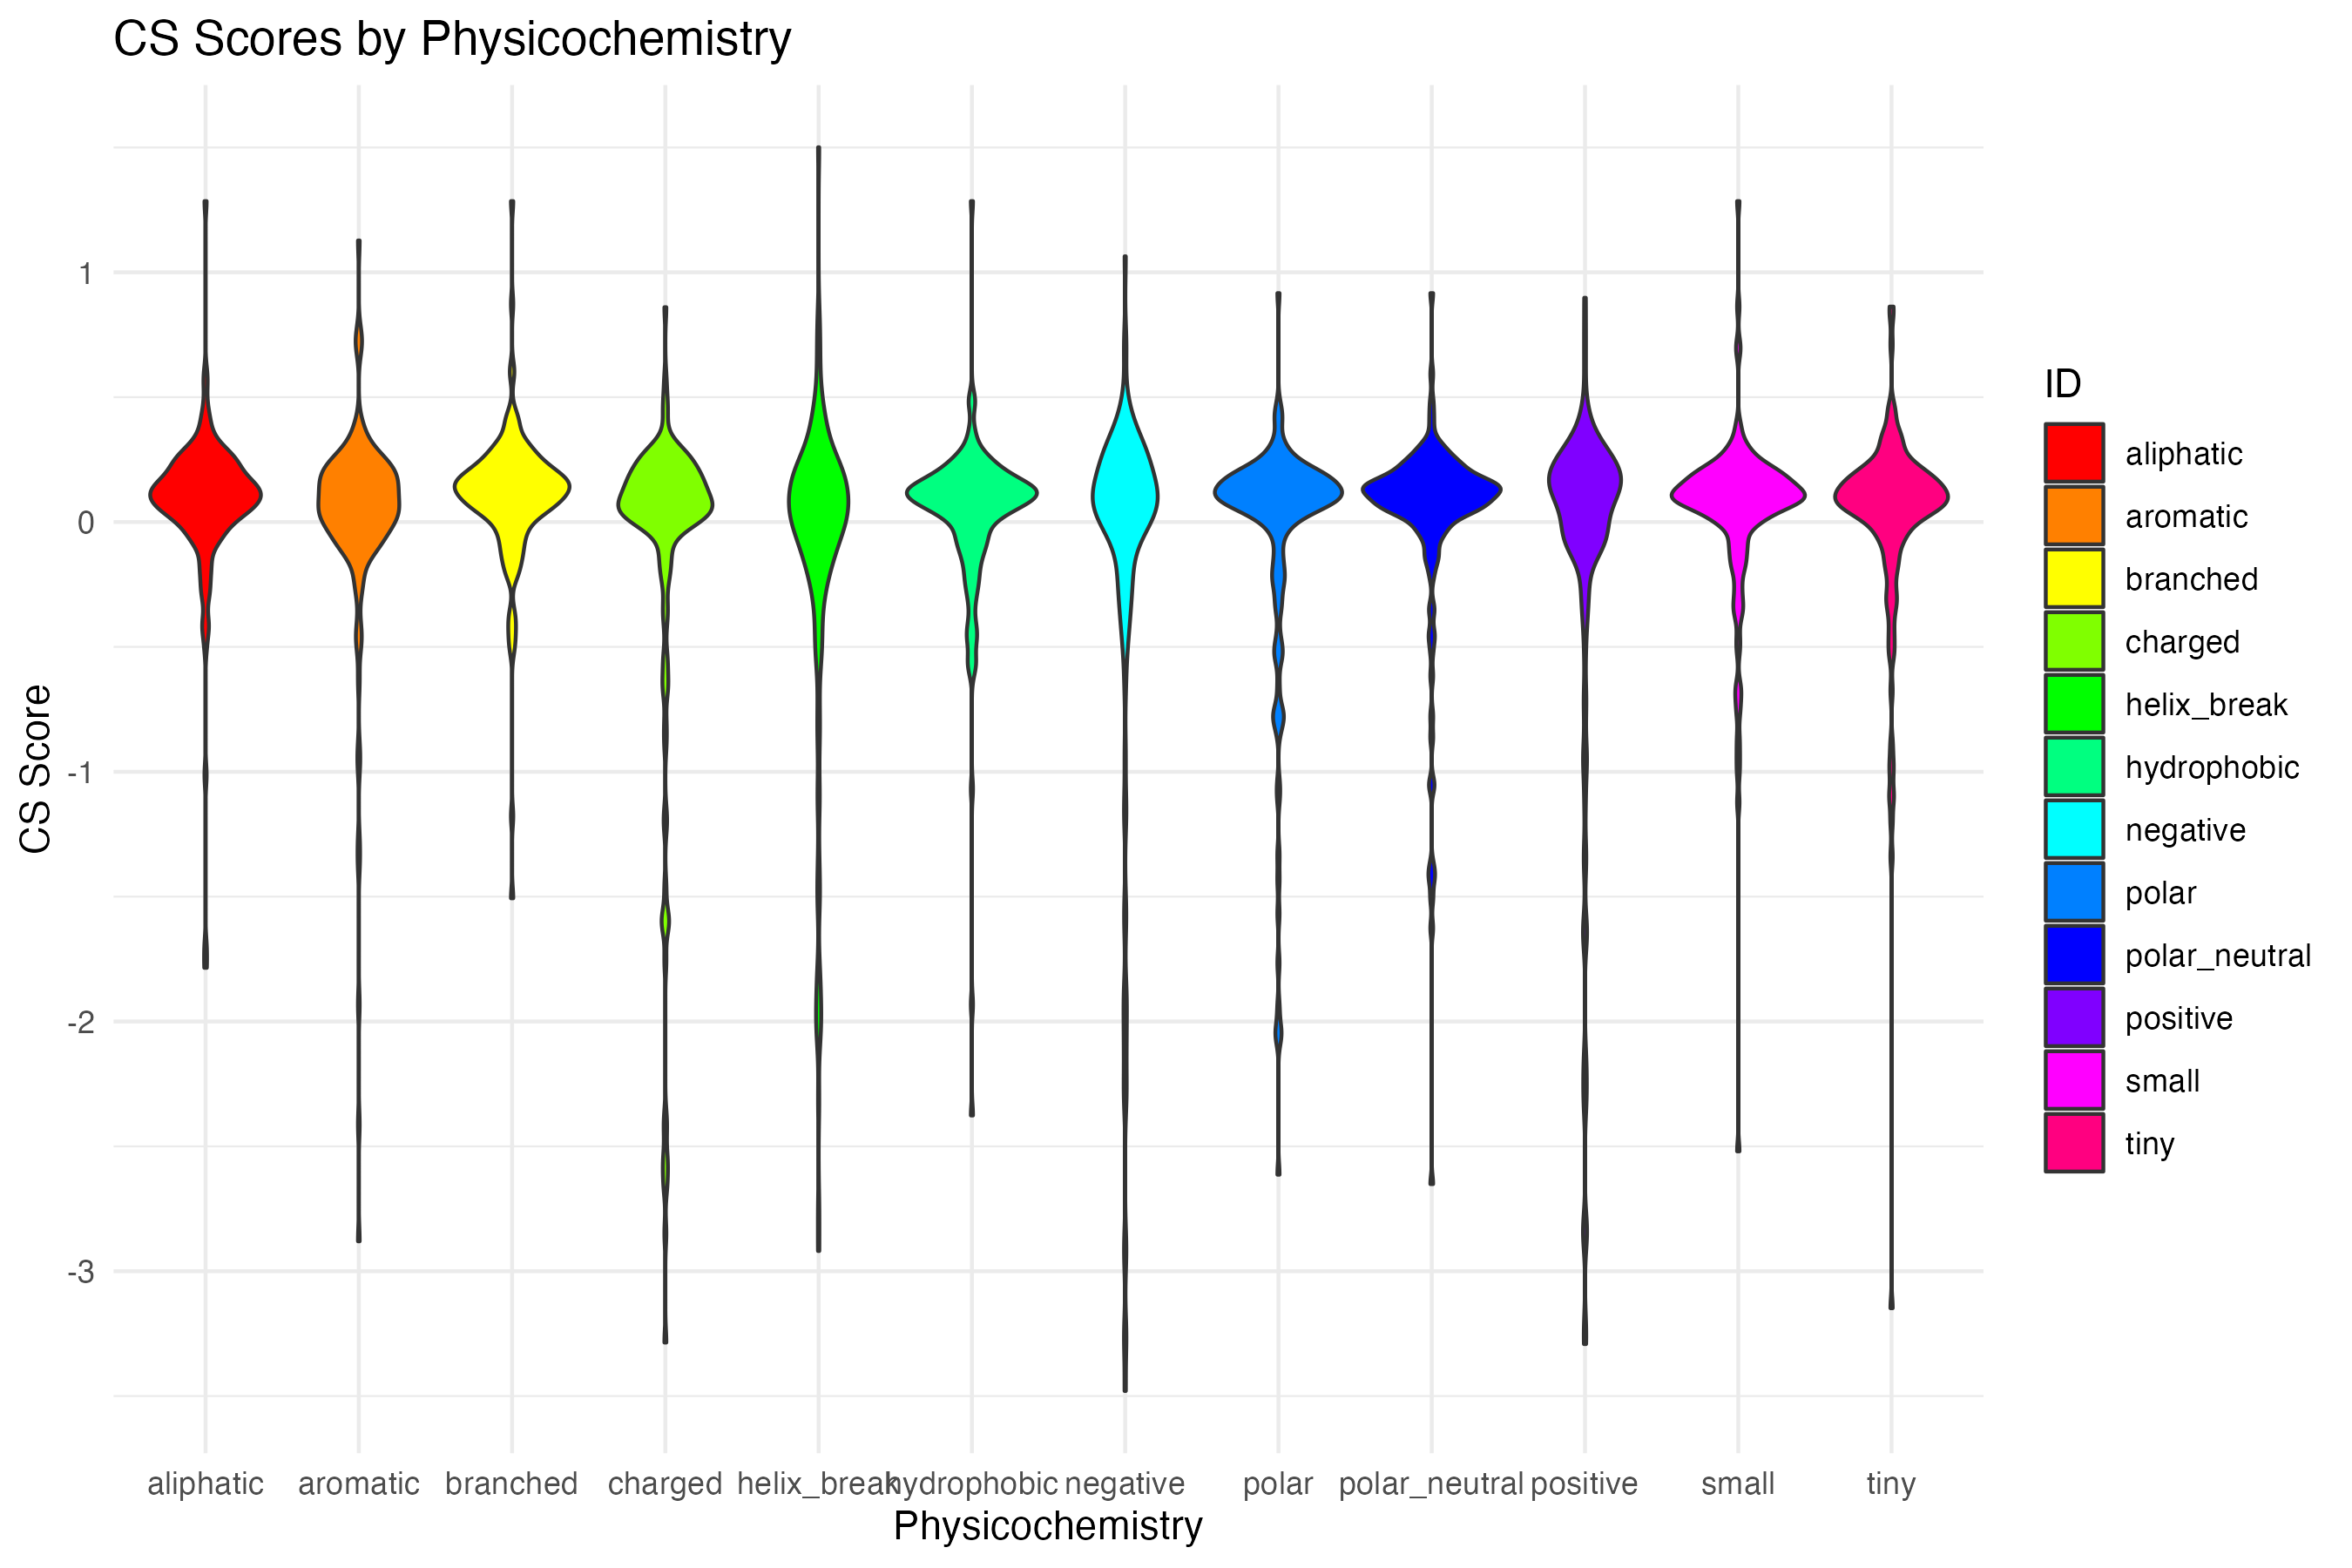 CS Scores by Physicochemistry
CS Score
1
0
-1
-2
-3
aliphatic
aromatic
branched
charged
helix_break
hydrophobic
negative
polar
polar_neutral
positive
small
tiny
Physicochemistry
ID
aliphatic
aromatic
branched
charged
helix_break
hydrophobic
negative
polar
polar_neutral
positive
small
tiny